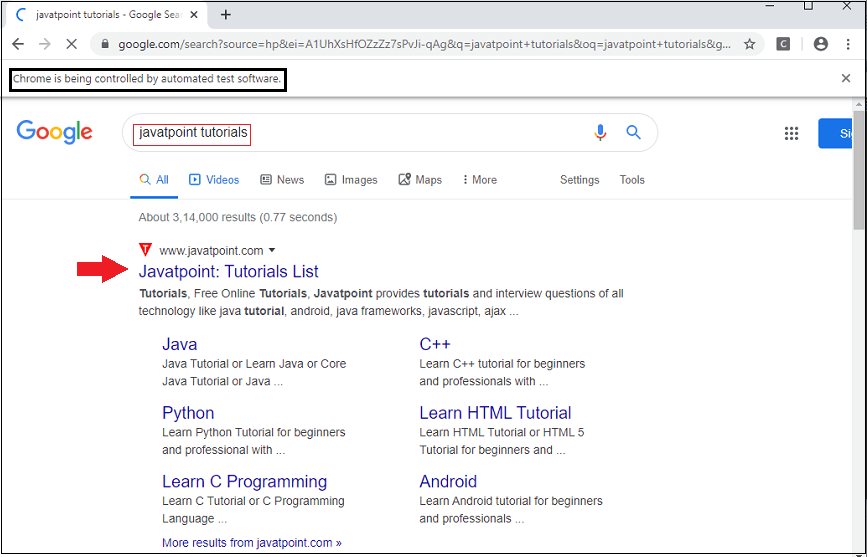 javatpoint tutorials - Google Sea
google.com/search?source=hp&ei=A1UhXsHfOZzZz7sPvJi-qAg&q=javatpoint+tutorials&oq=javatpoint+tutorials&g...
Chrome is being controlled by automated test software.
Google
javatpoint tutorials
Si
All Videos News Images Maps More Settings Tools
About 3,14,000 results (0.77 seconds)
www.javatpoint.com
Javatpoint: Tutorials List
Tutorials, Free Online Tutorials, Javatpoint provides tutorials and interview questions of all
technology like java tutorial, android, java frameworks, javascript, ajax ...
Java
Java Tutorial or Learn Java or Core
Java Tutorial or Java ...
C++
Learn C++ tutorial for beginners
and professionals with ...
Python
Learn Python Tutorial for beginners
and professional with ...
Learn HTML Tutorial
Learn HTML Tutorial or HTML 5
Tutorial for beginners and ...
Learn C Programming
Learn C Tutorial or C Programming
Language ...
Android
Learn Android tutorial for beginners
and professionals ...
More results from javatpoint.com »